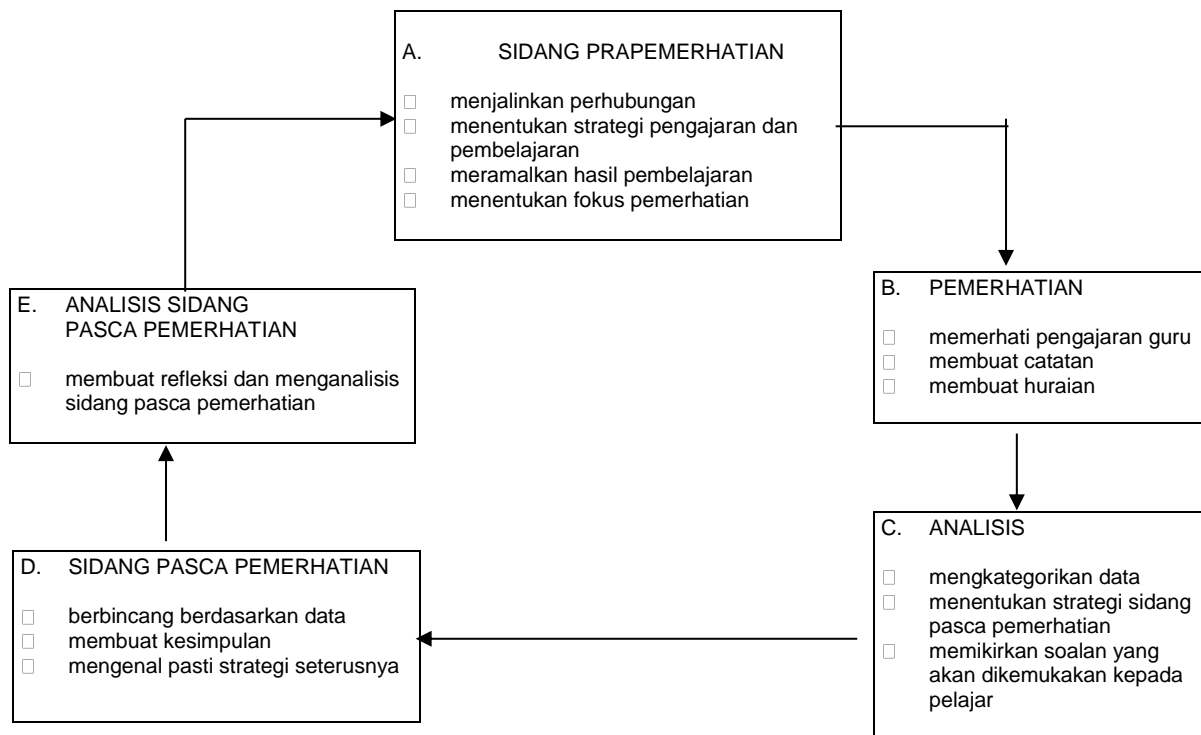 A. SIDANG PRAPEMERHATIAN
menjalinkan perhubungan
menentukan strategi pengajaran dan
pembelajaran
meramalkan hasil pembelajaran
menentukan fokus pemerhatian
B. PEMERHATIAN
memerhati pengajaran guru
membuat catatan
membuat huraian
C. ANALISIS
mengkategorikan data
menentukan strategi sidang
pasca pemerhatian
memikirkan soalan yang
akan dikemukakan kepada
pelajar
D. SIDANG PASCA PEMERHATIAN
berbincang berdasarkan data
membuat kesimpulan
mengenal pasti strategi seterusnya
E. ANALISIS SIDANG
PASCA PEMERHATIAN
membuat refleksi dan menganalisis
sidang pasca pemerhatian